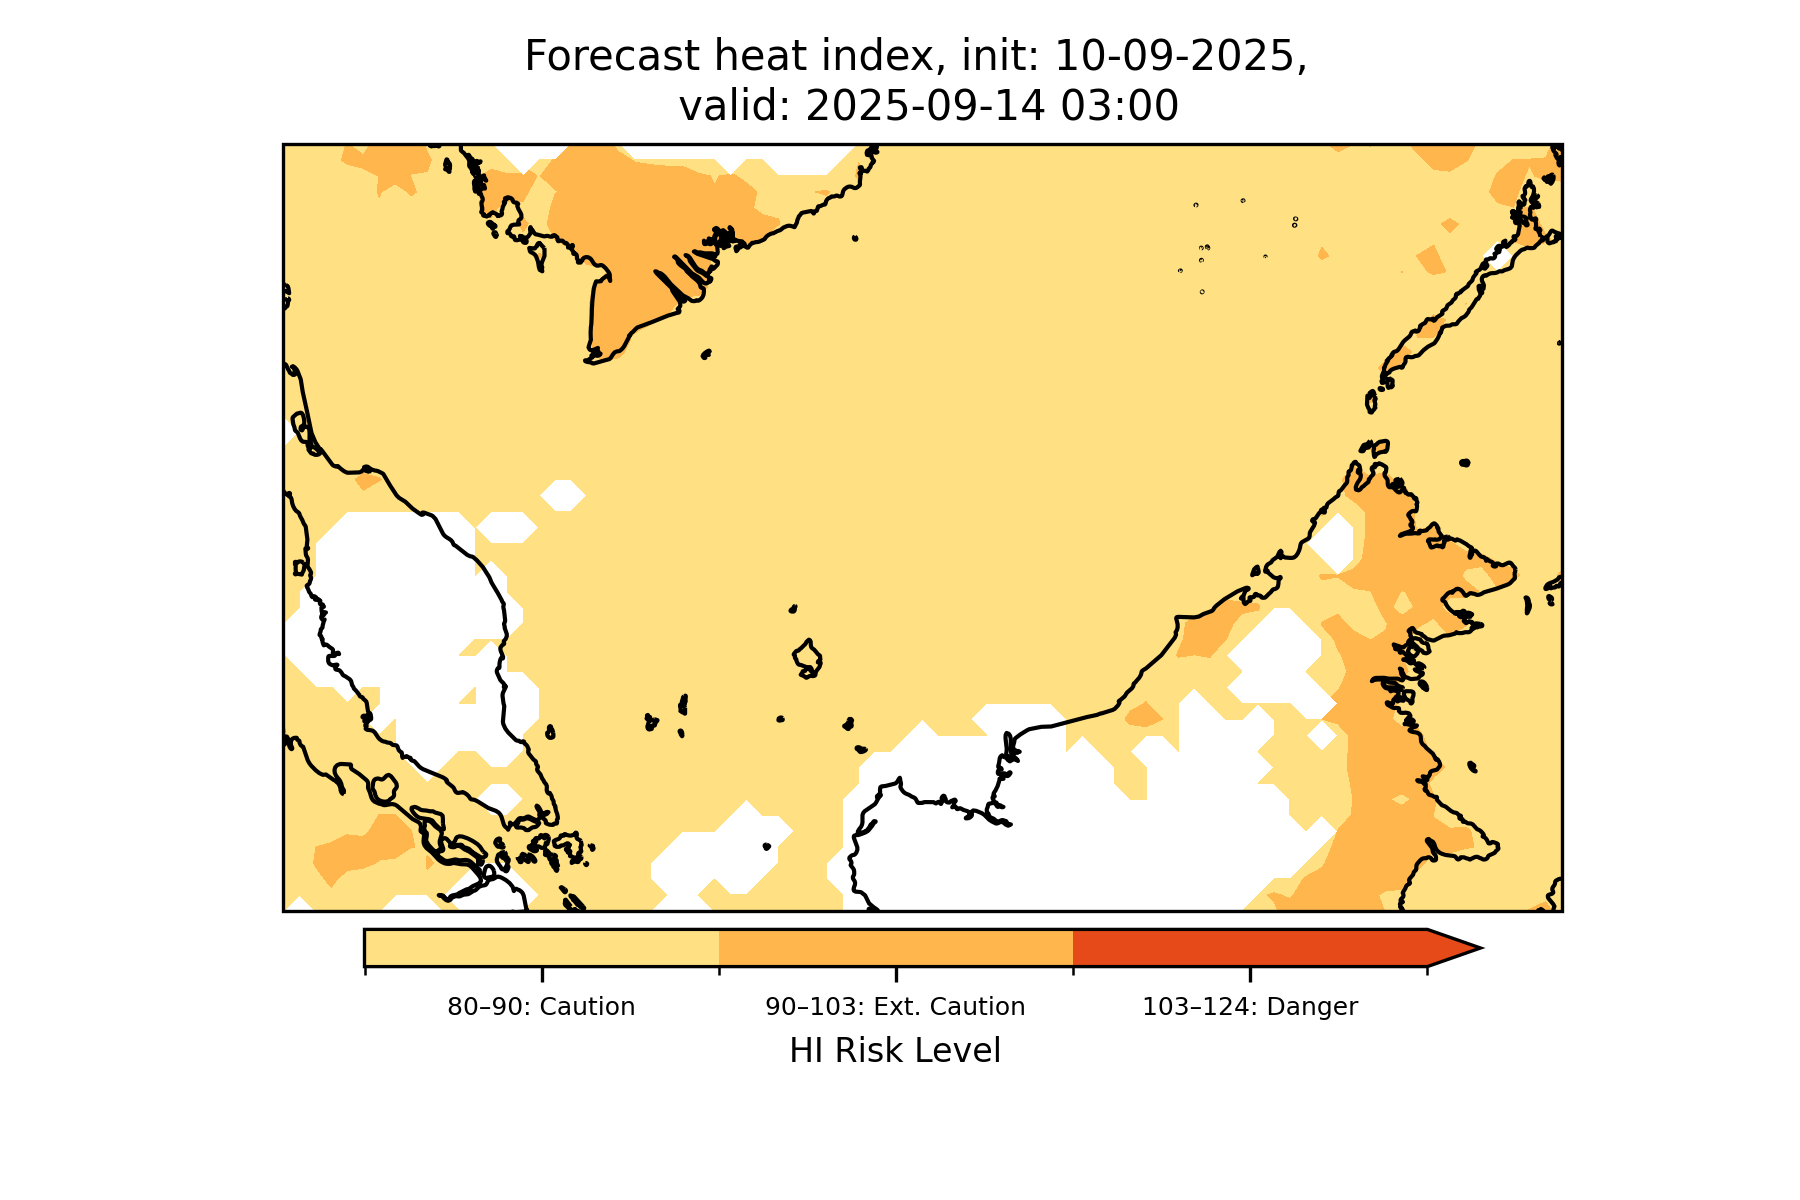 Forecast heat index, init: 10-09-2025,
valid: 2025-09-14 03:00
80–90: Caution
90–103: Ext. Caution
103–124: Danger
HI Risk Level